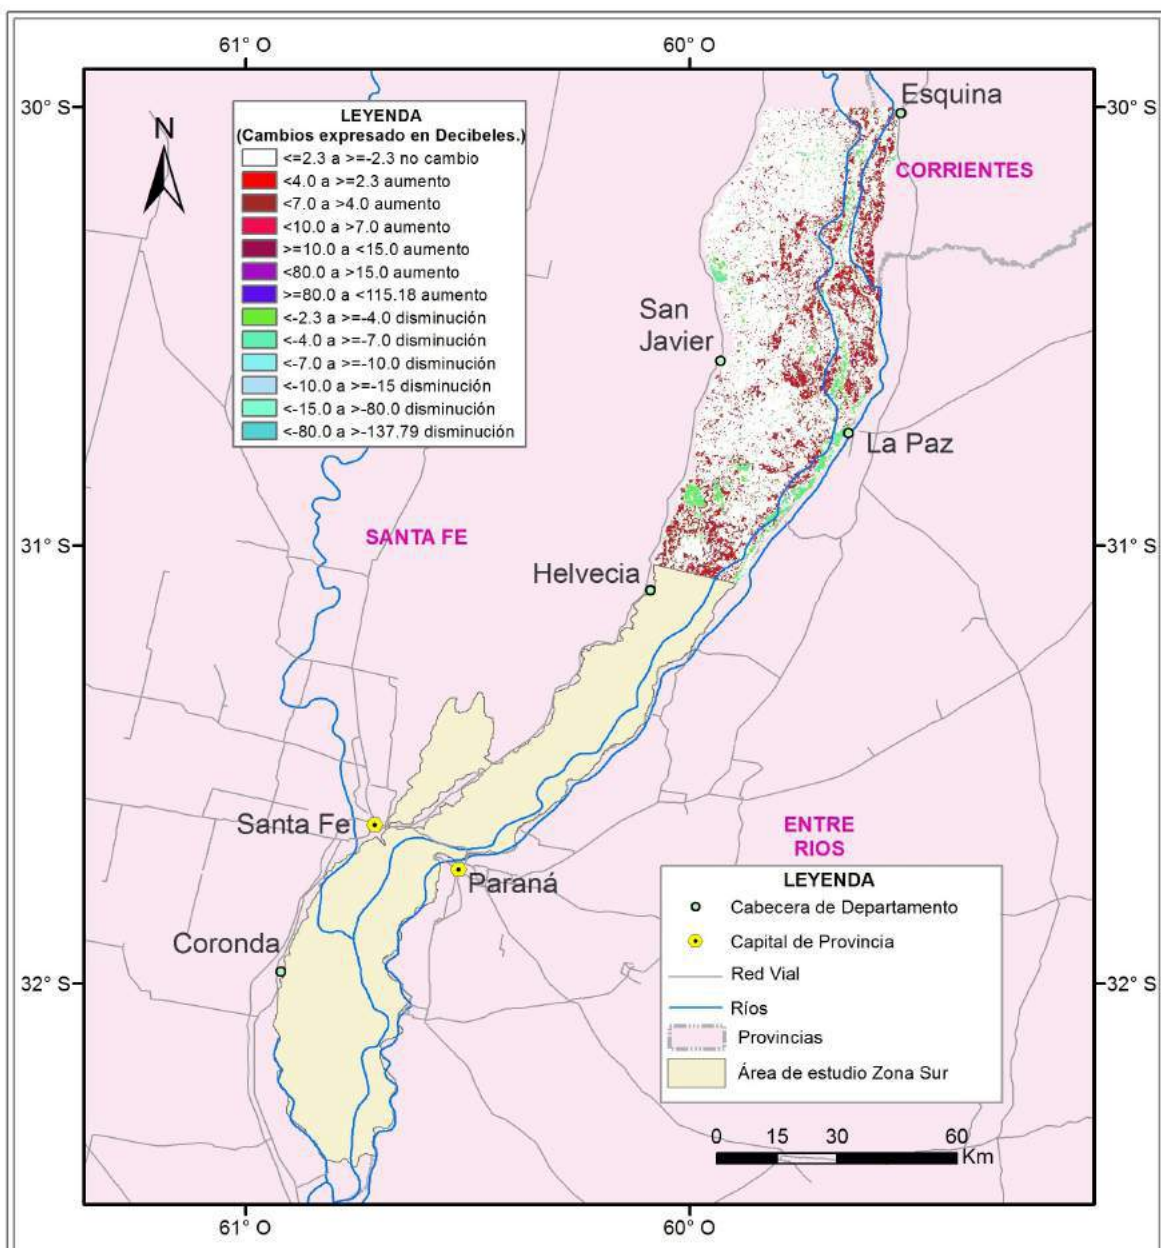 61° O
60° O
30° S
30° S
Esquina
LEYENDA
(Cambios expresado en Decibeles.)
<=2.3 a >=-2.3 no cambio
<4.0 a >=2.3 aumento
<7.0 a >4.0 aumento
<10.0 a >7.0 aumento
>=10.0 a <15.0 aumento
<80.0 a >15.0 aumento
>=80.0 a <115.18 aumento
<-2.3 a >=-4.0 disminución
<-4.0 a >=-7.0 disminución
<-7.0 a >=-10.0 disminución
<-10.0 a >=-15 disminución
<-15.0 a >-80.0 disminución
<-80.0 a >-137.79 disminución
N
CORRIENTES
San
Javier
La Paz
SANTA FE
31° S
31° S
Helvecia
Santa Fe
ENTRE
RIOS
Paraná
Coronda
LEYENDA
Cabecera de Departamento
Capital de Provincia
Red Vial
Ríos
Provincias
Área de estudio Zona Sur
32° S
32° S
0 15 30 60
Km
61° O
60° O